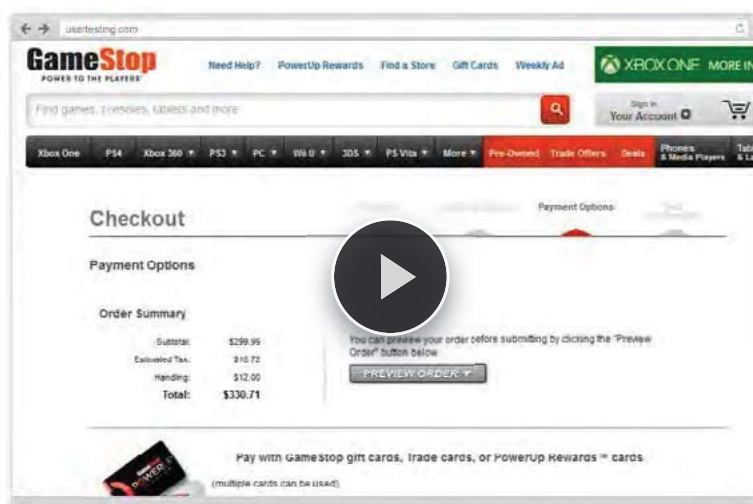 usertesting.com
GameStop
POWER TO THE PLAYERS
Need Help? PowerUp Rewards Find a Store Gift Cards Weekly Ad
XBOX ONE MORE IN
Find games, consoles, tablets and more
Sign in
Your Account
Xbox One PS4 Xbox 360 PS3 PC Wii U 3DS PS Vita More Pre-Owned Trade Offers Deals Phones & Media Players
Checkout
Payment Options
Payment Options
Order Summary
Subtotal: $299.99
Estimated Tax: $18.72
Handling: $12.00
Total: $330.71
You can preview your order before submitting by clicking the "Preview
Order" button below
PREVIEW ORDER
Pay with GameStop gift cards, Trade cards, or PowerUp Rewards ™ cards
(multiple cards can be used)